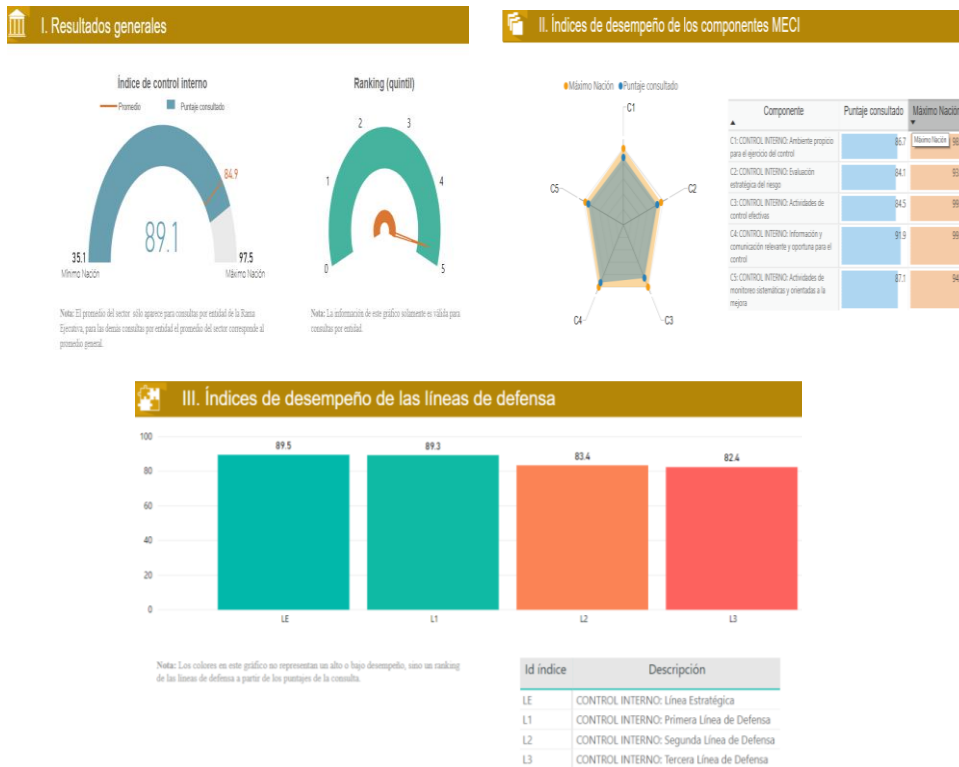 I. Resultados generales
Índice de control interno
Promedio
Puntaje consultado
84.9
89.1
35.1
Mínimo Nación
97.5
Máximo Nación
Nota: El promedio del sector sólo aparece para consultas por entidad de la Rama
Ejecutiva, para las demás consultas por entidad el promedio del sector corresponde al
promedio general.
Ranking (quintil)
0
1
2
3
4
5
Nota: La información de este gráfico solamente es válida para
consultas por entidad.
II. Índices de desempeño de los componentes MECI
Máximo Nación
Puntaje consultado
C1
C2
C3
C4
C5
Componente Puntaje consultado Máximo Nación
C1: CONTROL INTERNO: Ambiente propicio
para el ejercicio del control
86.7
Máximo Nación
98
C2: CONTROL INTERNO: Evaluación
estratégica del riesgo
84.1
93
C3: CONTROL INTERNO: Actividades de
control efectivas
84.5
99
C4: CONTROL INTERNO: Información y
comunicación relevante y oportuna para el
control
91.9
99
C5: CONTROL INTERNO: Actividades de
monitoreo sistemáticas y orientadas a la
mejora
87.1
94
III. Índices de desempeño de las líneas de defensa
100
80
60
40
20
0
89.5
89.3
83.4
82.4
LE
L1
L2
L3
Nota: Los colores en este gráfico no representan un alto o bajo desempeño, sino un ranking
de las líneas de defensa a partir de los puntajes de la consulta.
Id índice Descripción
LE CONTROL INTERNO: Línea Estratégica
L1 CONTROL INTERNO: Primera Línea de Defensa
L2 CONTROL INTERNO: Segunda Línea de Defensa
L3 CONTROL INTERNO: Tercera Línea de Defensa